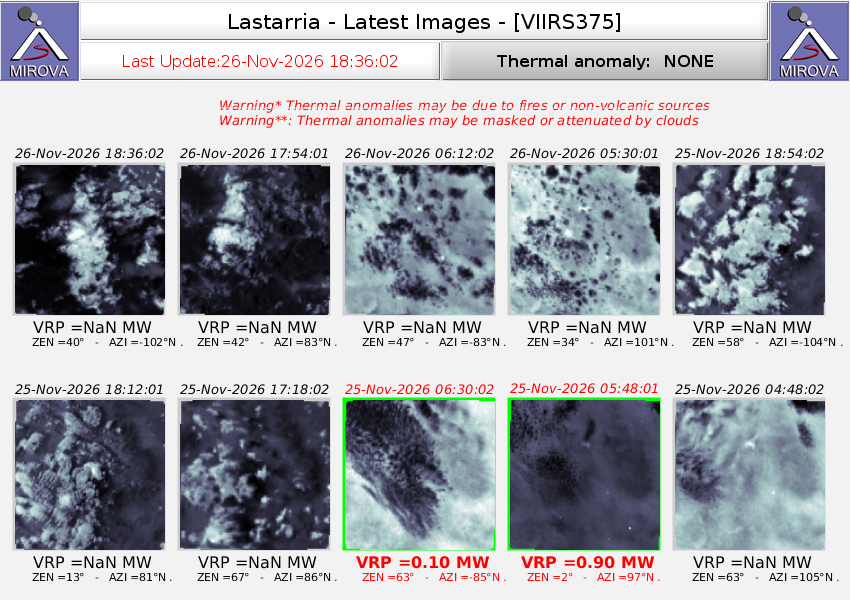 Lastarria - Latest Images - [VIIRS375]
MIROVA
Last Update:26-Nov-2026 18:36:02
Thermal anomaly: NONE
MIROVA
Warning* Thermal anomalies may be due to fires or non-volcanic sources
Warning**: Thermal anomalies may be masked or attenuated by clouds
26-Nov-2026 18:36:02 26-Nov-2026 17:54:01 26-Nov-2026 06:12:02 26-Nov-2026 05:30:01 25-Nov-2026 18:54:02
VRP =NaN MW VRP =NaN MW VRP =NaN MW VRP =NaN MW VRP =NaN MW
ZEN =40° - AZI =-102°N . ZEN =42° - AZI =83°N . ZEN =47° - AZI =-83°N . ZEN =34° - AZI =101°N . ZEN =58° - AZI =-104°N .
25-Nov-2026 18:12:01 25-Nov-2026 17:18:02 25-Nov-2026 06:30:02 25-Nov-2026 05:48:01 25-Nov-2026 04:48:02
VRP =NaN MW VRP =NaN MW VRP =0.10 MW VRP =0.90 MW VRP =NaN MW
ZEN =13° - AZI =81°N . ZEN =67° - AZI =86°N . ZEN =63° - AZI =-85°N . ZEN =2° - AZI =97°N . ZEN =63° - AZI =105°N .